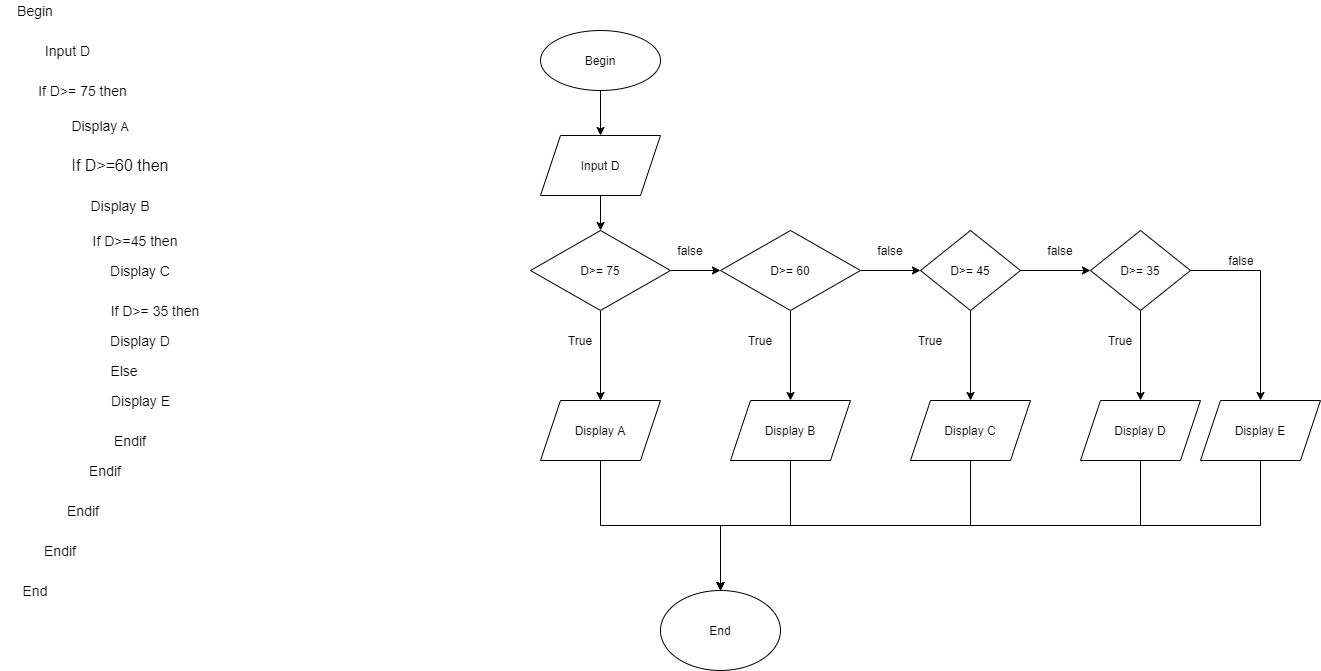 Begin
Input D
If D>= 75 then
Display A
If D>=60 then
Display B
If D>=45 then
Display C
If D>= 35 then
Display D
Else
Display E
Endif
Endif
Endif
Endif
End
Begin
Input D
D>= 75
false
D>= 60
false
D>= 45
false
D>= 35
false
True
True
True
True
Display A
Display B
Display C
Display D
Display E
End